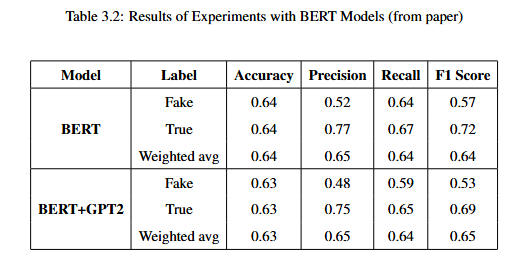 Table 3.2: Results of Experiments with BERT Models (from paper)
Model Label Accuracy Precision Recall F1 Score
Fake 0.64 0.52 0.64 0.57
BERT True 0.64 0.77 0.67 0.72
Weighted avg 0.64 0.65 0.64 0.64
Fake 0.63 0.48 0.59 0.53
BERT+GPT2 True 0.63 0.75 0.65 0.69
Weighted avg 0.63 0.65 0.64 0.65